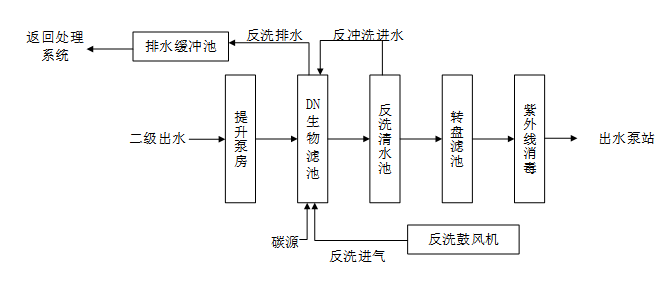 返回处理
系统
排水缓冲池
反洗排水
反冲洗进水
二级出水
提升泵房
DN生物滤池
反洗清水池
转盘滤池
紫外线消毒
出水泵站
碳源
反洗进气
反洗鼓风机